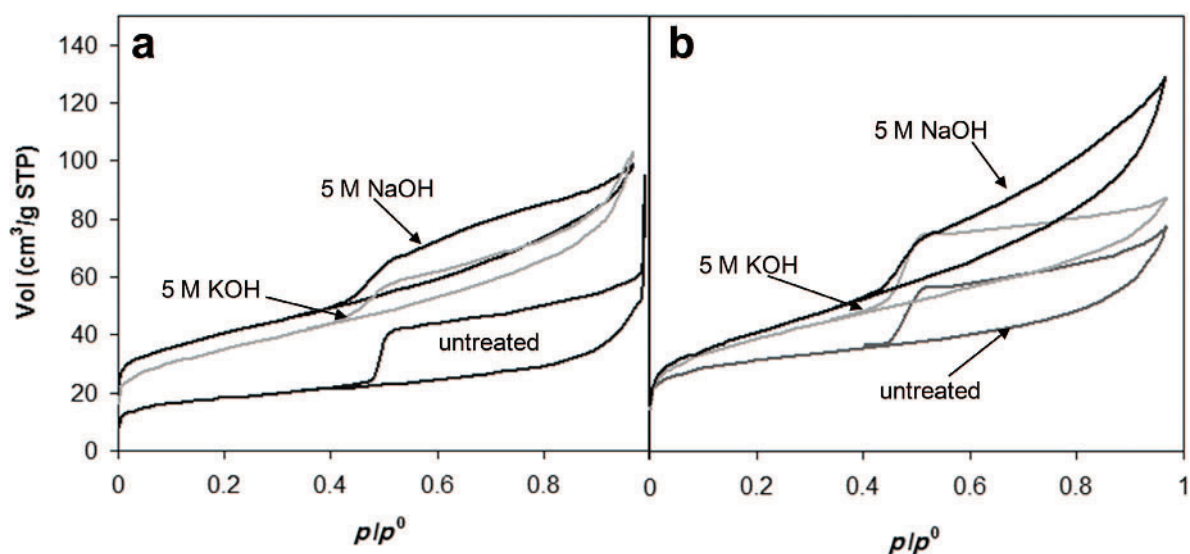 a
b
Vol (cm³/g STP)
140
120
100
80
60
40
20
0
5 M NaOH
5 M KOH
untreated
5 M NaOH
5 M KOH
untreated
0 0.2 0.4 0.6 0.8
0 0.2 0.4 0.6 0.8 1
p/p⁰
p/p⁰